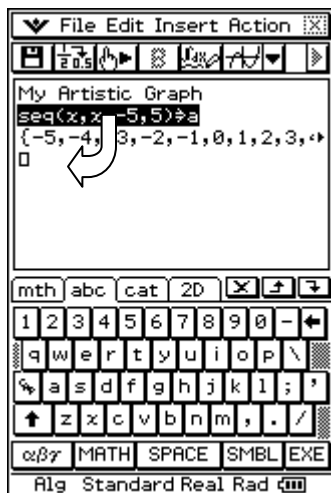 File Edit Insert Action
My Artistic Graph
seq(x,x,-5,5)⇒a
{-5,-4,-3,-2,-1,0,1,2,3,
mth abc cat 2D
1 2 3 4 5 6 7 8 9 0 -
q w e r t y u i o p \
a s d f g h j k l ; '
z x c v b n m , . /
αβγ MATH SPACE SMBL EXE
Alg Standard Real Rad